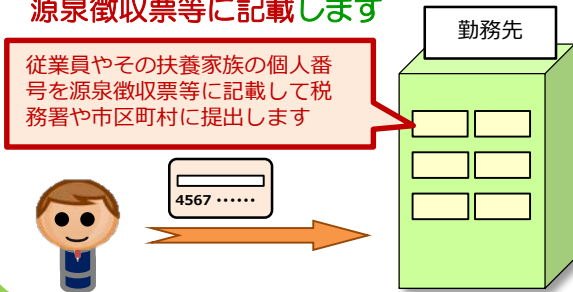 源泉徴収票等に記載します
勤務先
従業員やその扶養家族の個人番
号を源泉徴収票等に記載して税
務署や市区町村に提出します
4567 ······